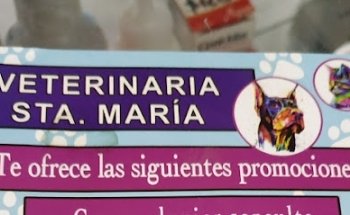 VETERINARIA
STA. MARÍA
Te ofrece las siguientes promocione